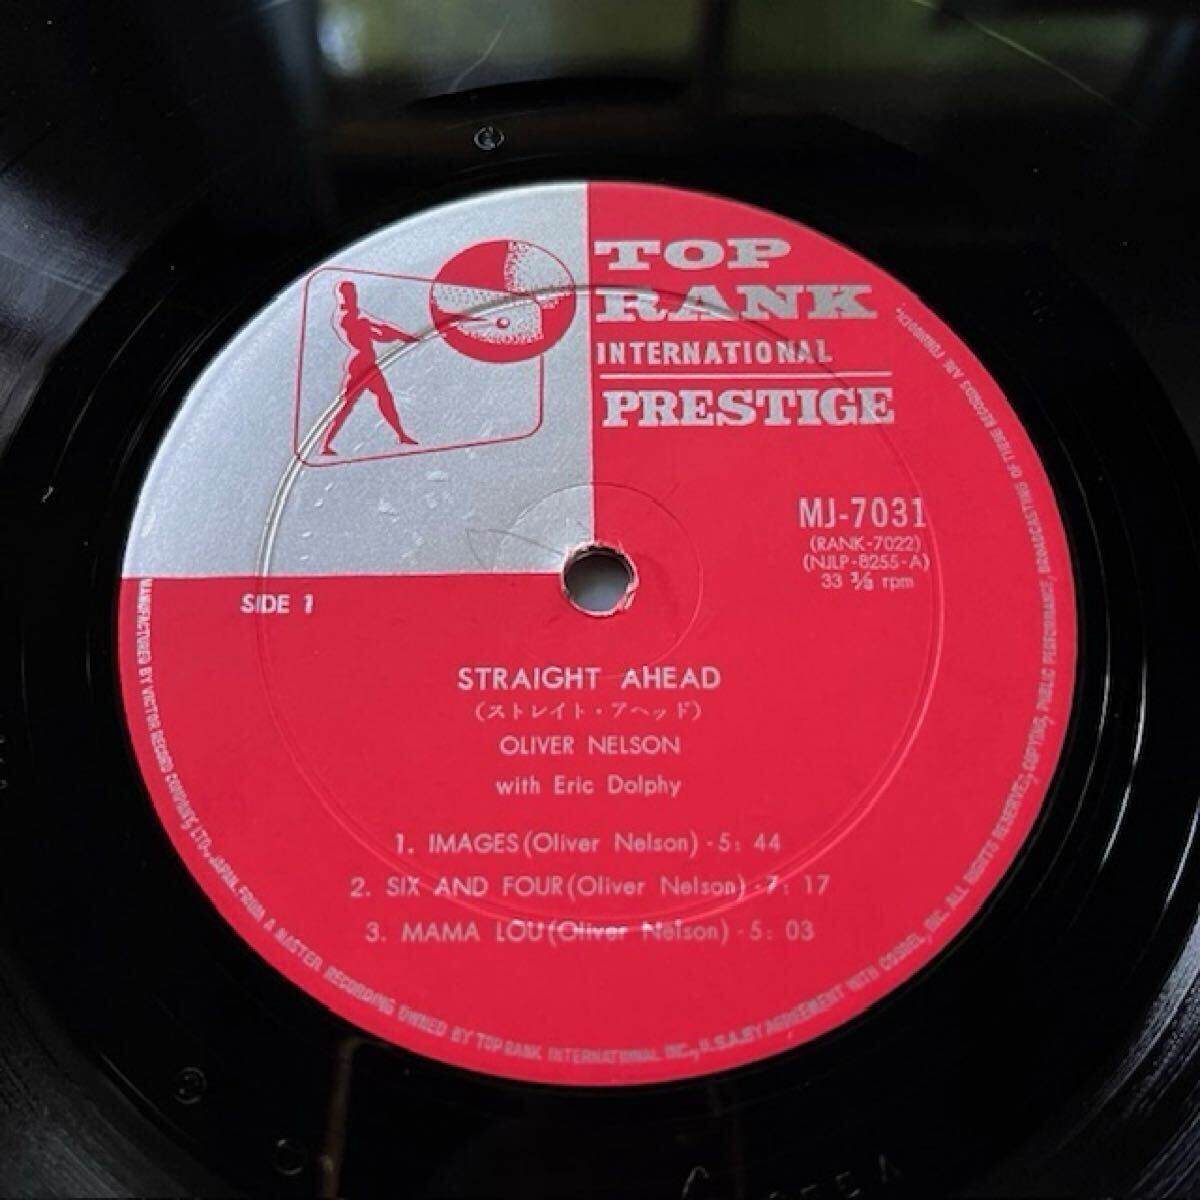 TOP
RANK
INTERNATIONAL
PRESTIGE
MJ-7031
(RANK-7022)
(NJLP-8255-A)
33 ⅓ rpm
SIDE 1
STRAIGHT AHEAD
(ストレイト・アヘッド)
OLIVER NELSON
with Eric Dolphy
1. IMAGES (Oliver Nelson) - 5: 44
2. SIX AND FOUR (Oliver Nelson) - 7: 17
3. MAMA LOU (Oliver Nelson) - 5: 03
MANUFACTURED BY VICTOR RECORD COMPANY, LTD., JAPAN, FROM A MASTER RECORDING OWNED BY TOP RANK INTERNATIONAL INC., U.S.A. BY AGREEMENT WITH COSDEL, INC. ALL RIGHTS RESERVED, COPYING, PUBLIC PERFORMANCE, BROADCASTING OF THESE RECORDS ARE FORBIDDEN.